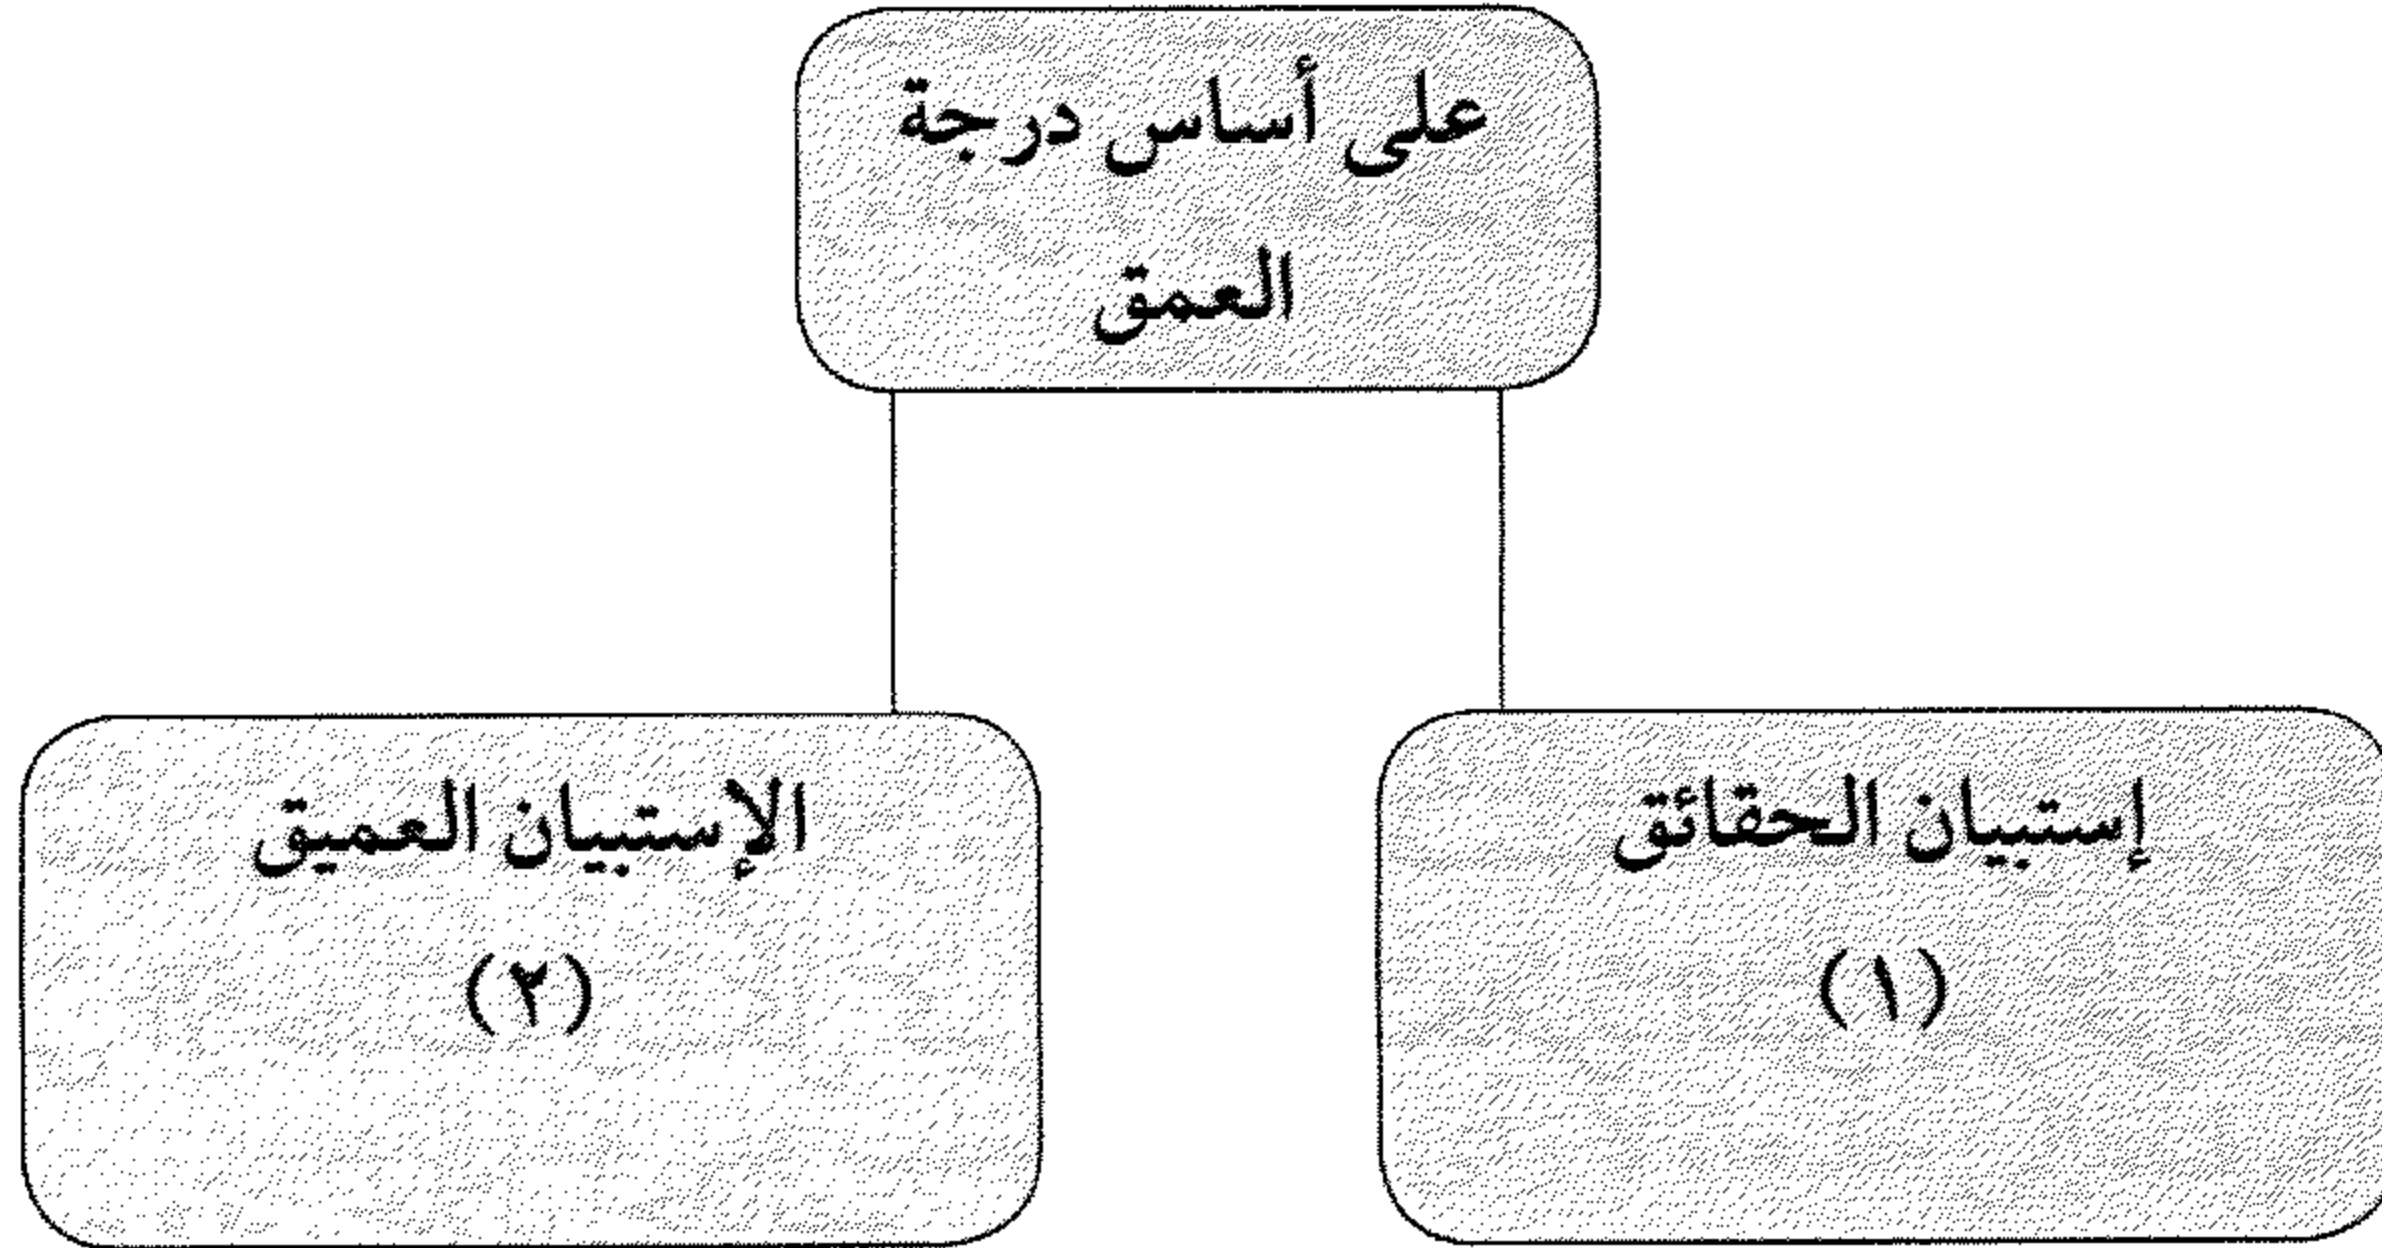 على أساس درجة
العمق
إستبيان الحقائق
(١)
الإستبيان العميق
(٢)